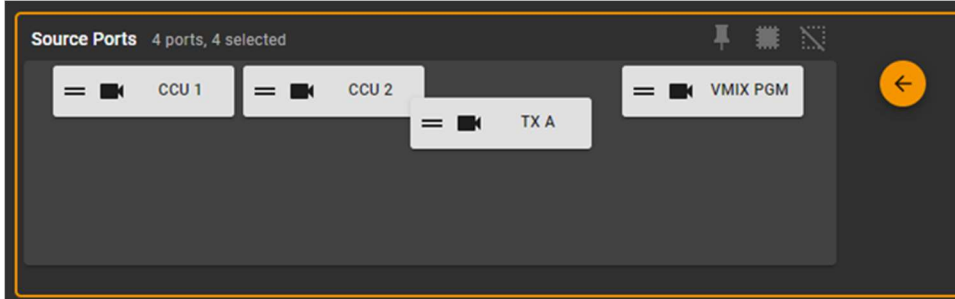 Source Ports 4 ports, 4 selected
CCU 1 CCU 2 VMIX PGM
TX A